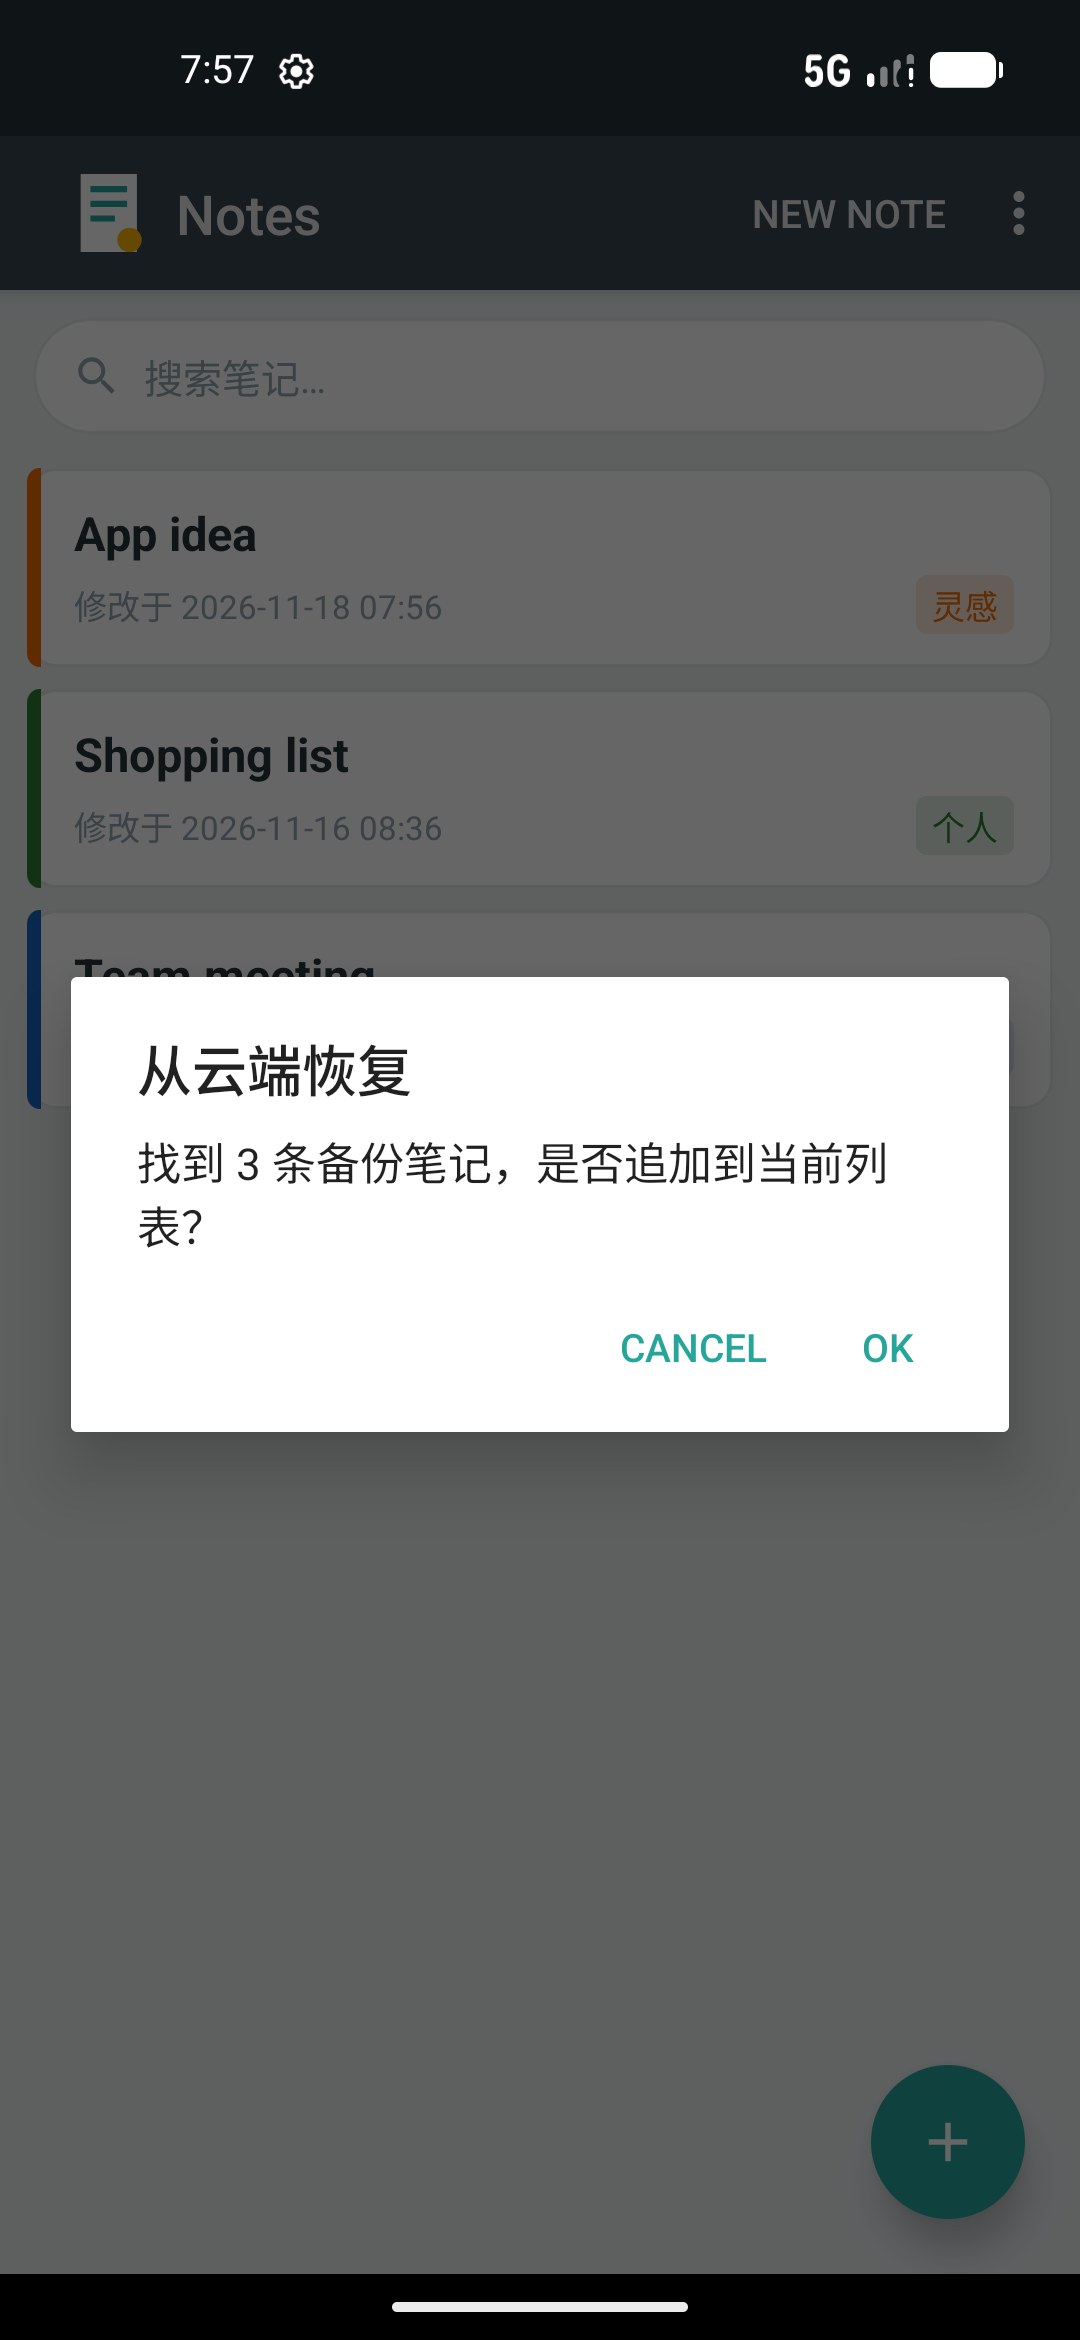 7:57
5G
Notes
NEW NOTE
搜索笔记...
App idea
修改于 2026-11-18 07:56
灵感
Shopping list
修改于 2026-11-16 08:36
个人
Team meeting
从云端恢复
找到 3 条备份笔记，是否追加到当前列
表？
CANCEL
OK